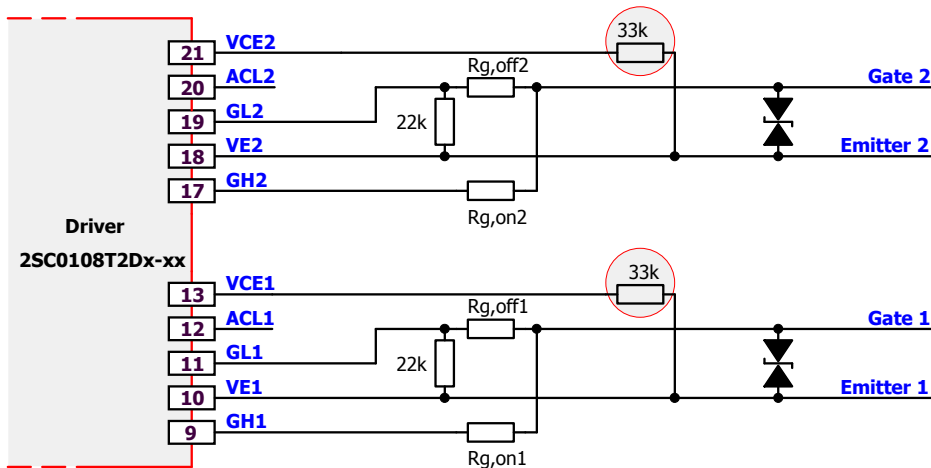 33k
21 VCE2
Rg,off2
20 ACL2 Gate 2
19 GL2 22k
18 VE2 Emitter 2
17 GH2
Rg,on2
Driver
2SC0108T2Dx-xx
33k
13 VCE1
Rg,off1
12 ACL1 Gate 1
11 GL1 22k
10 VE1 Emitter 1
9 GH1
Rg,on1